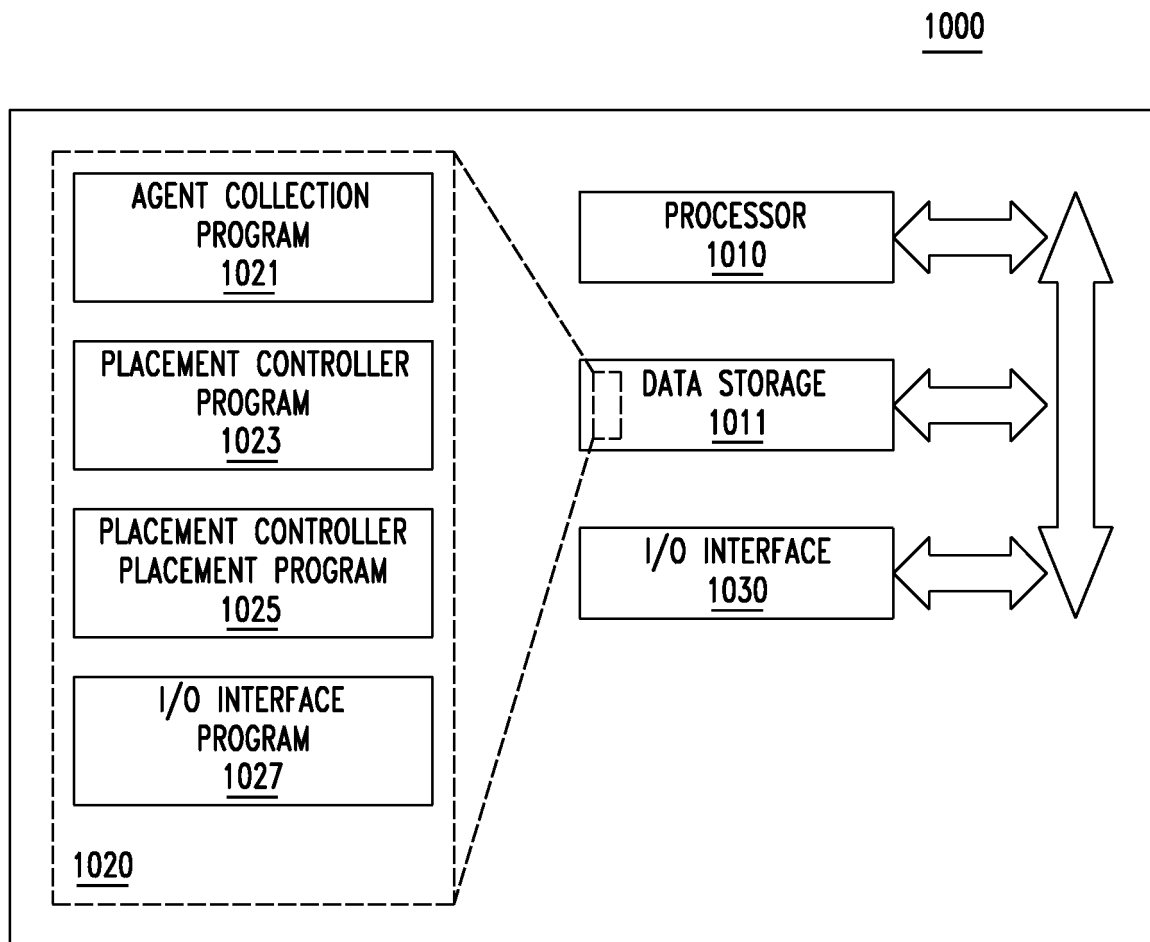 1000
AGENT COLLECTION
PROGRAM
1021
PLACEMENT CONTROLLER
PROGRAM
1023
PLACEMENT CONTROLLER
PLACEMENT PROGRAM
1025
I/O INTERFACE
PROGRAM
1027
1020
PROCESSOR
1010
DATA STORAGE
1011
I/O INTERFACE
1030